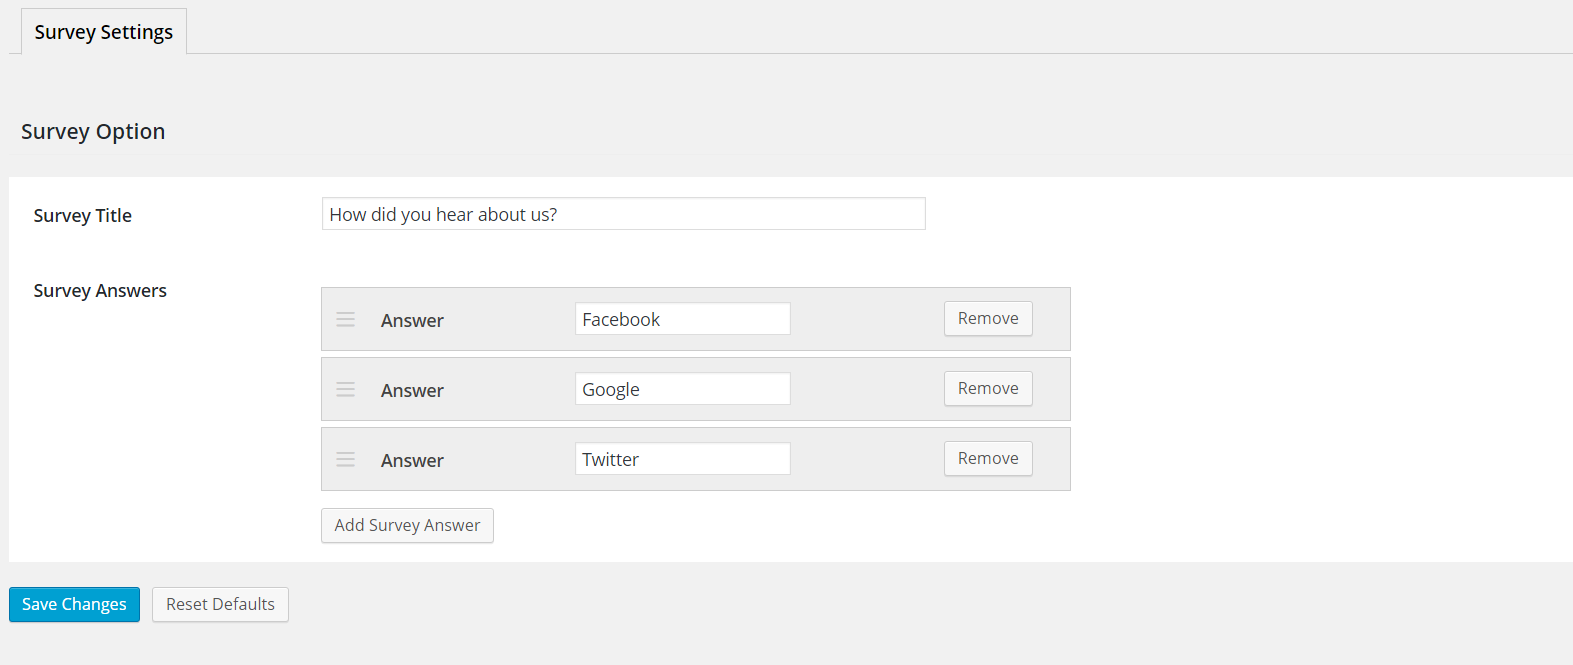 Survey Settings
Survey Option
Survey Title
How did you hear about us?
Survey Answers
Answer Facebook Remove
Answer Google Remove
Answer Twitter Remove
Add Survey Answer
Save Changes Reset Defaults